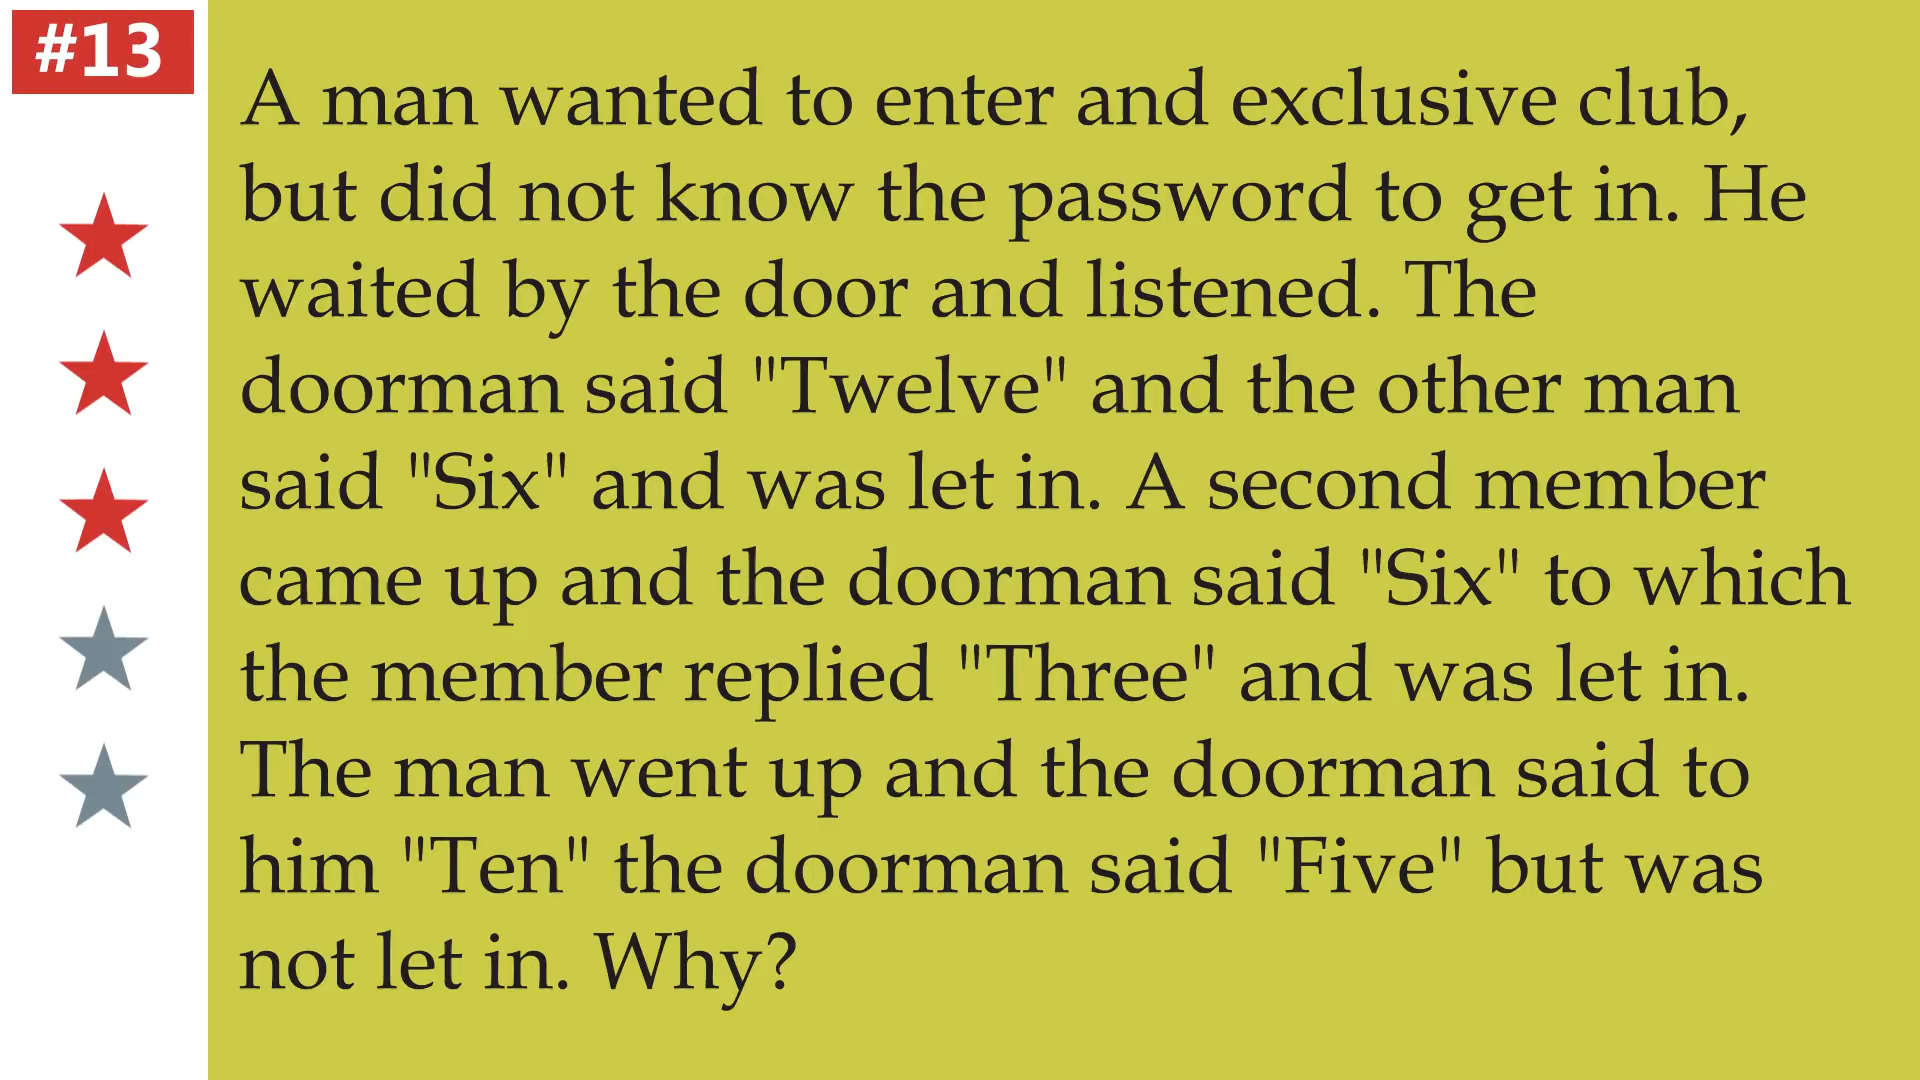 #13
A man wanted to enter and exclusive club,
but did not know the password to get in. He
waited by the door and listened. The
doorman said "Twelve" and the other man
said "Six" and was let in. A second member
came up and the doorman said "Six" to which
the member replied "Three" and was let in.
The man went up and the doorman said to
him "Ten" the doorman said "Five" but was
not let in. Why?